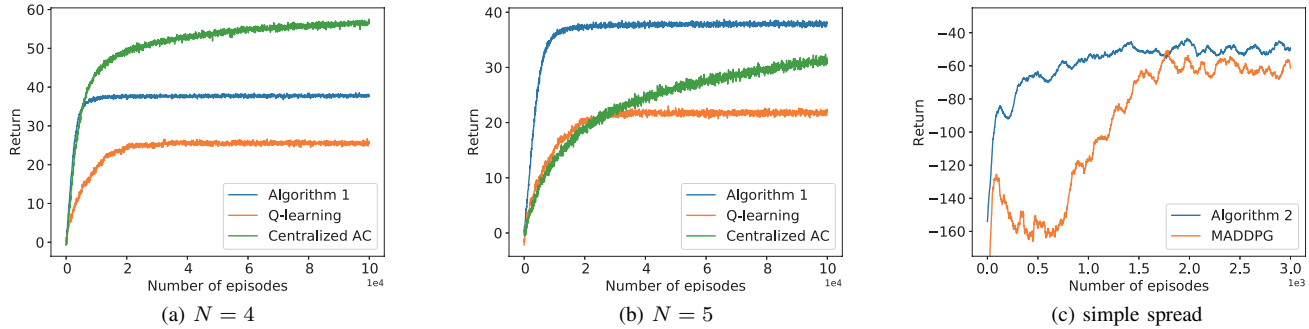 60
50
40
30
20
10
0
Return
0
2
4
6
8
10
1e4
Number of episodes
Algorithm 1
Q-learning
Centralized AC
(a) N = 4
40
30
20
10
0
Return
0
2
4
6
8
10
1e4
Number of episodes
Algorithm 1
Q-learning
Centralized AC
(b) N = 5
−40
−60
−80
−100
−120
−140
−160
Return
0.0
0.5
1.0
1.5
2.0
2.5
3.0
1e3
Number of episodes
Algorithm 2
MADDPG
(c) simple spread